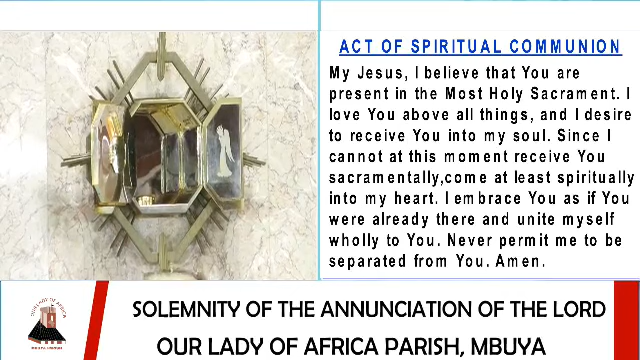 ACT OF SPIRITUAL COMMUNION
My Jesus, I believe that You are
present in the Most Holy Sacrament. I
love You above all things, and I desire
to receive You into my soul. Since I
cannot at this moment receive You
sacramentally,come at least spiritually
into my heart. I embrace You as if You
were already there and unite myself
wholly to You. Never permit me to be
separated from You. Amen.
SOLEMNITY OF THE ANNUNCIATION OF THE LORD
OUR LADY OF AFRICA PARISH, MBUYA